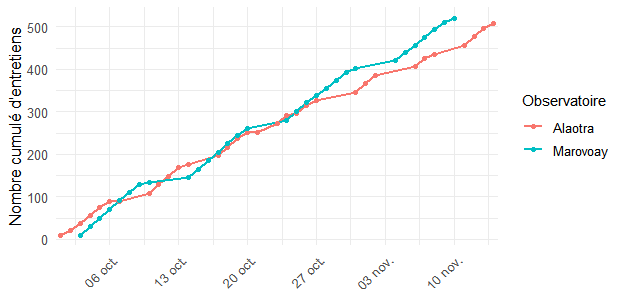 Nombre cumulié d'entretiens
500
400
300
200
100
0
06 oct.
13 oct.
20 oct.
27 oct.
03 nov.
10 nov.
Observatoire
Alaotra
Marovoay